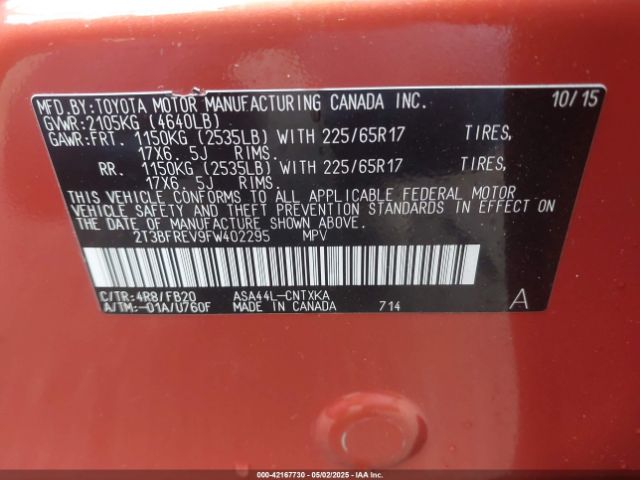 MFD.BY:TOYOTA MOTOR MANUFACTURING CANADA INC. 10/15
GVWR:2105KG (4640LB)
GAWR:FRT. 1150KG (2535LB) WITH 225/65R17 TIRES,
17X6.5J RIMS.
RR. 1150KG (2535LB) WITH 225/65R17 TIRES,
17X6.5J RIMS.
THIS VEHICLE CONFORMS TO ALL APPLICABLE FEDERAL MOTOR
VEHICLE SAFETY AND THEFT PREVENTION STANDARDS IN EFFECT ON
THE DATE OF MANUFACTURE SHOWN ABOVE.
2T3BFREV9FW402295 MPV
C/TR:4R8/FB20 ASA44L-CNTXKA
A/TM:-01A/U760F MADE IN CANADA 714 A
000-42167730 - 05/02/2025 - IAAI.com